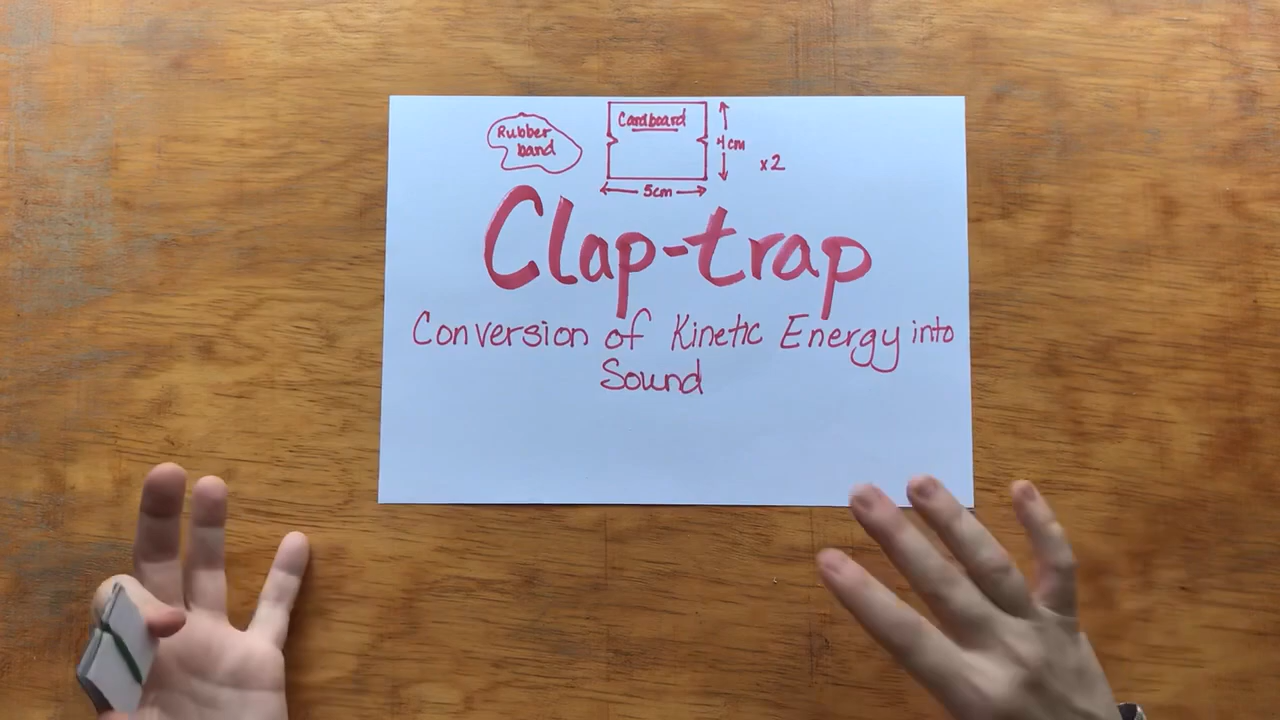 Rubber
band
Cardboard
4cm
x2
5cm
Clap-trap
Conversion of Kinetic Energy into
Sound